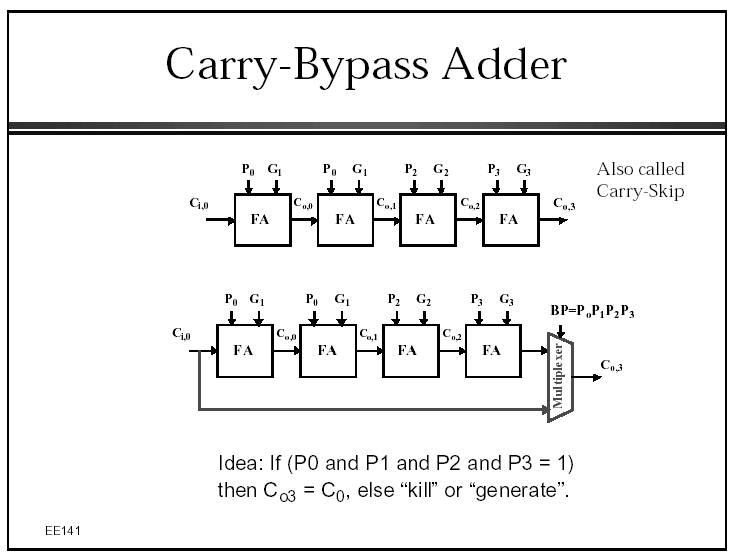 Carry-Bypass Adder
Also called
Carry-Skip
P0 G1 P0 G1 P2 G2 P3 G3
Ci,0 FA Co,0 FA Co,1 FA Co,2 FA Co,3
P0 G1 P0 G1 P2 G2 P3 G3
BP=PoP1P2P3
Ci,0 FA Co,0 FA Co,1 FA Co,2 FA Multiplexer Co,3
Idea: If (P0 and P1 and P2 and P3 = 1)
then Co3 = C0, else “kill” or “generate”.
EE141